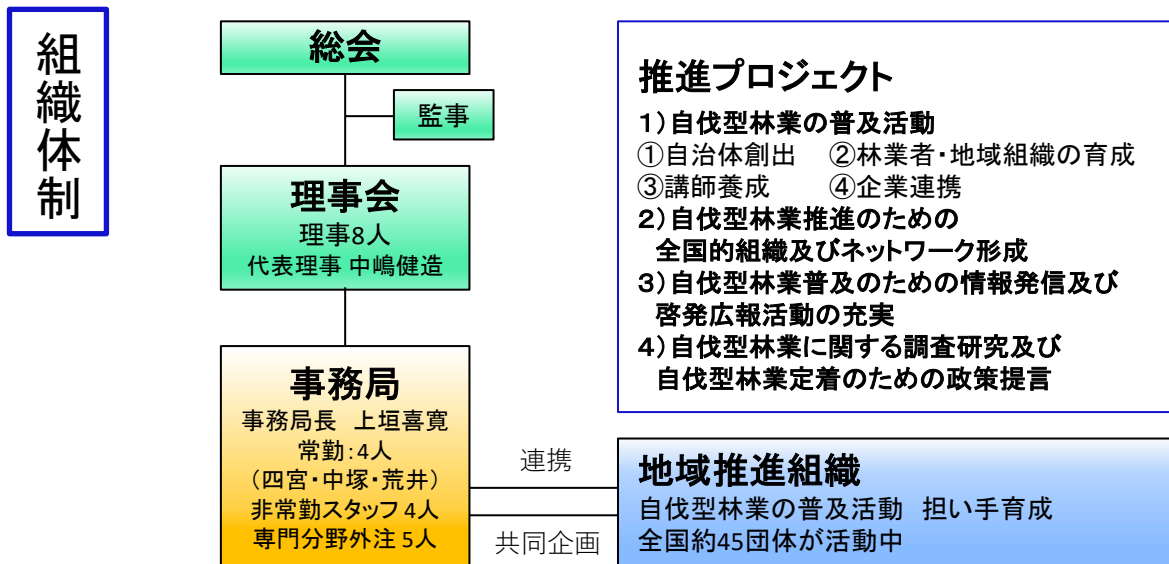 組織体制
総会
監事
理事会
理事8人
代表理事 中嶋健造
事務局
事務局長　上垣喜寛
常勤：4人
（四宮・中塚・荒井）
非常勤スタッフ 4人
専門分野外注 5人
連携
共同企画
推進プロジェクト
１）自伐型林業の普及活動
①自治体創出　②林業者・地域組織の育成
③講師養成　④企業連携
２）自伐型林業推進のための
全国的組織及びネットワーク形成
３）自伐型林業普及のための情報発信及び
啓発広報活動の充実
４）自伐型林業に関する調査研究及び
自伐型林業定着のための政策提言
地域推進組織
自伐型林業の普及活動　担い手育成
全国約45団体が活動中